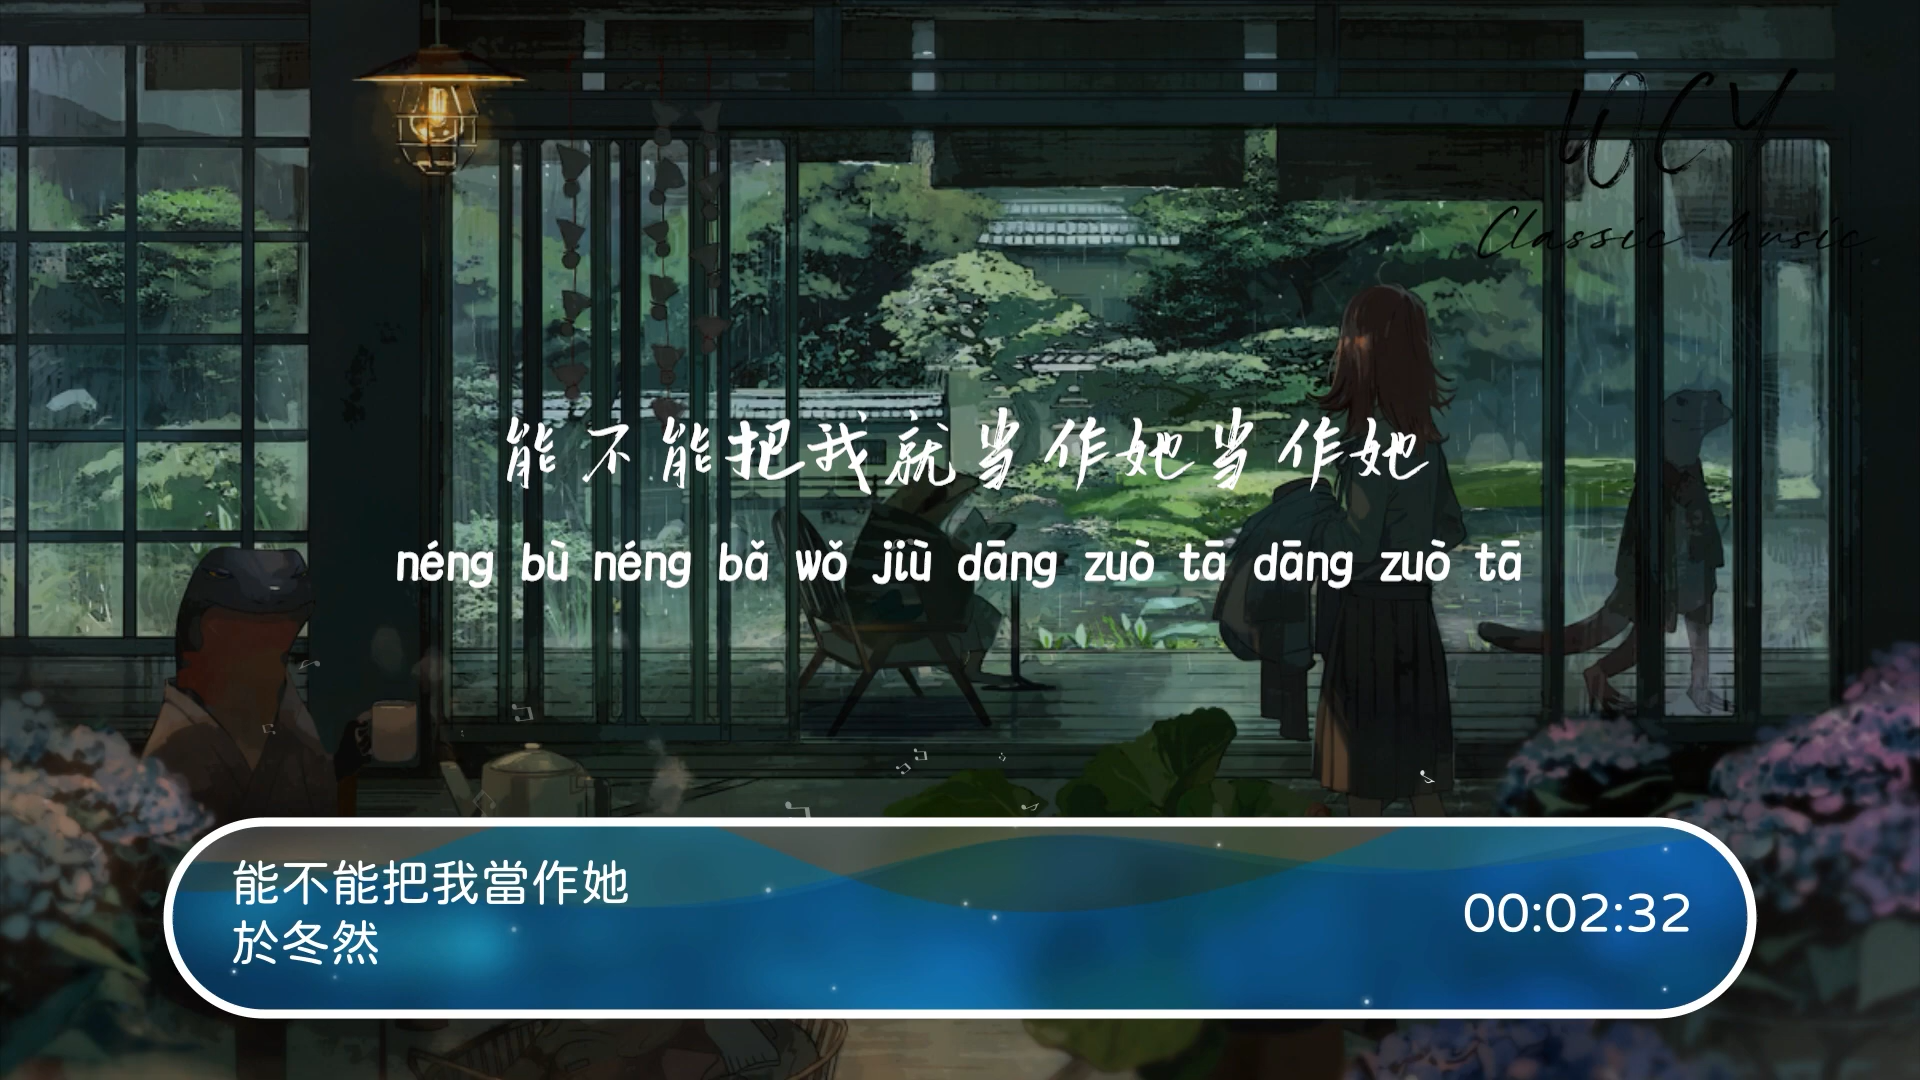 WCY
Classic Music
能不能把我就当作她当作她
néng bù néng bǎ wǒ jiù dāng zuò tā dāng zuò tā
能不能把我當作她
於冬然
00:02:32